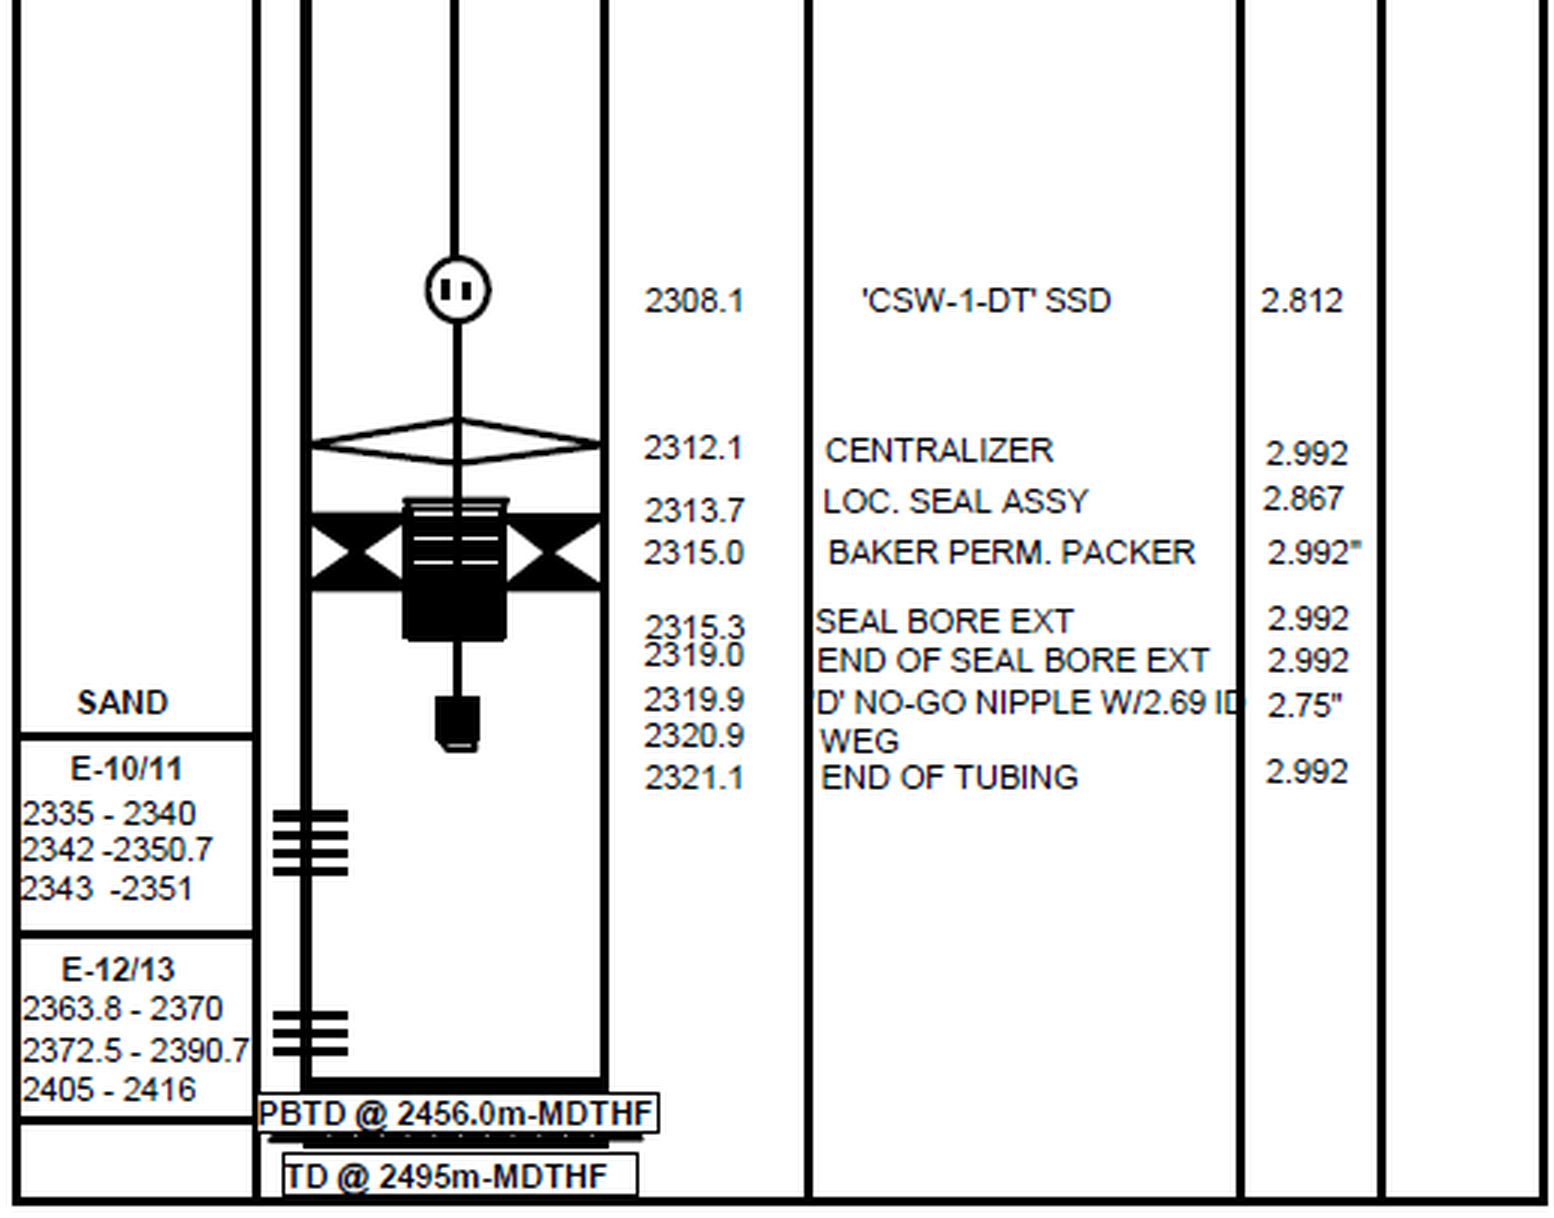 2308.1 'CSW-1-DT' SSD 2.812
2312.1 CENTRALIZER 2.992
2313.7 LOC. SEAL ASSY 2.867
2315.0 BAKER PERM. PACKER 2.992"
2315.3 SEAL BORE EXT 2.992
2319.0 END OF SEAL BORE EXT 2.992
2319.9 'D' NO-GO NIPPLE W/2.69 ID 2.75"
2320.9 WEG
2321.1 END OF TUBING 2.992
SAND
E-10/11
2335 - 2340
2342 -2350.7
2343 -2351
E-12/13
2363.8 - 2370
2372.5 - 2390.7
2405 - 2416
PBTD @ 2456.0m-MDTHF
TD @ 2495m-MDTHF